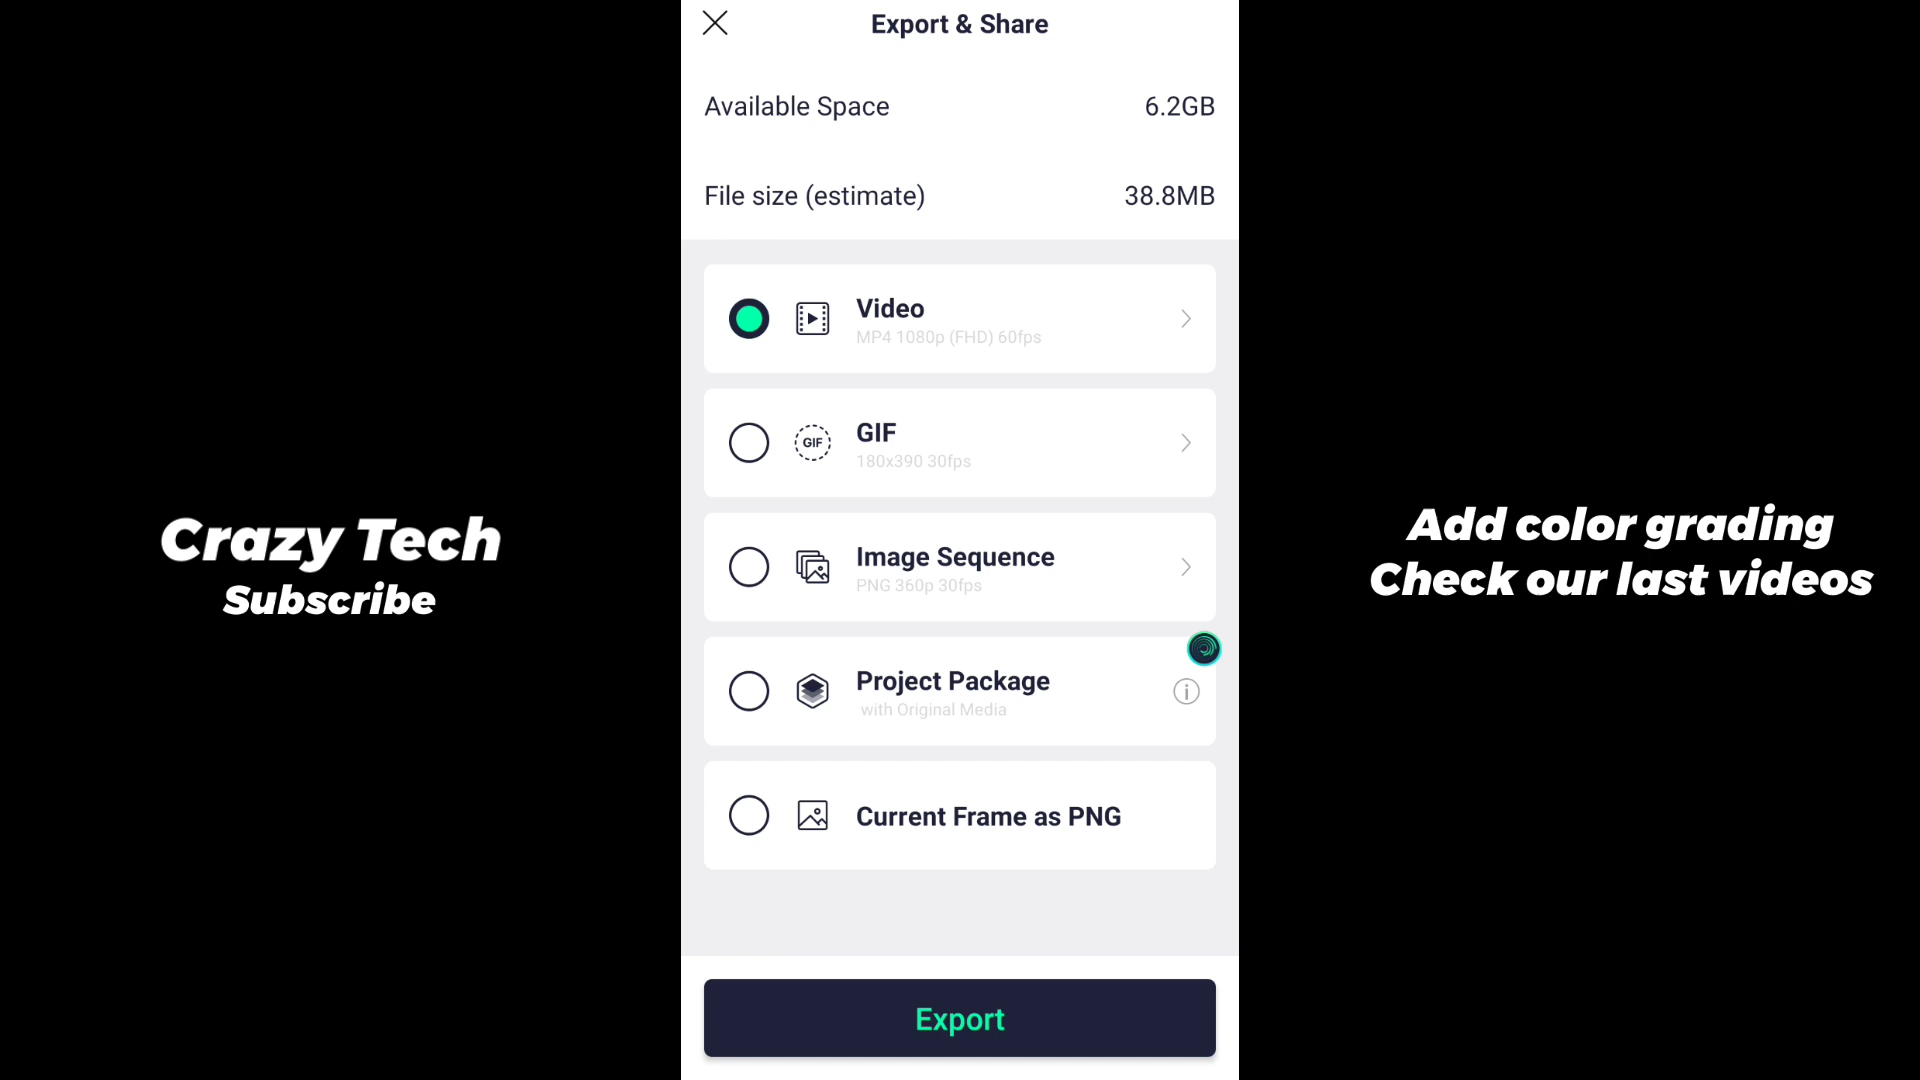 Export & Share
Available Space 6.2GB
File size (estimate) 38.8MB
Video
MP4 1080p (FHD) 60fps
GIF
GIF
180x390 30fps
Image Sequence
PNG 360p 30fps
Project Package
with Original Media
Current Frame as PNG
Export
Crazy Tech
Subscribe
Add color grading
Check our last videos